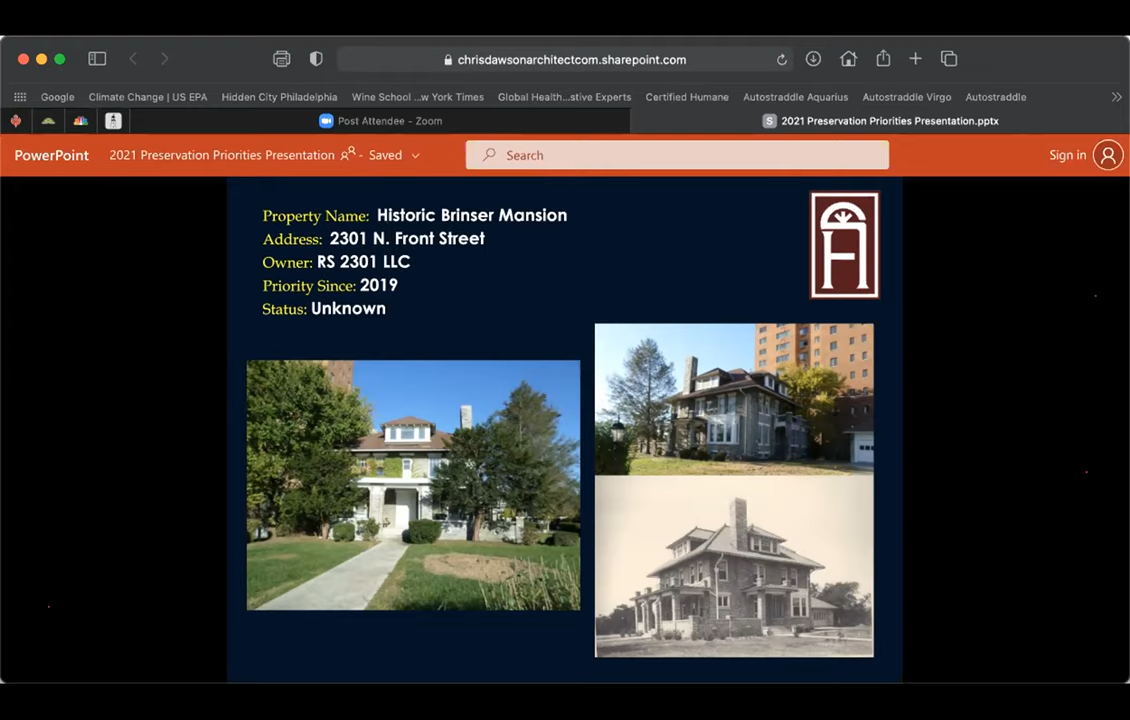 chrisdawsonarchitectcom.sharepoint.com
Google Climate Change | US EPA Hidden City Philadelphia Wine School ...w York Times Global Health...stive Experts Certified Humane Autostraddle Aquarius Autostraddle Virgo Autostraddle
Post Attendee - Zoom
S 2021 Preservation Priorities Presentation.pptx
PowerPoint 2021 Preservation Priorities Presentation - Saved Search Sign in
Property Name: Historic Brinser Mansion
Address: 2301 N. Front Street
Owner: RS 2301 LLC
Priority Since: 2019
Status: Unknown